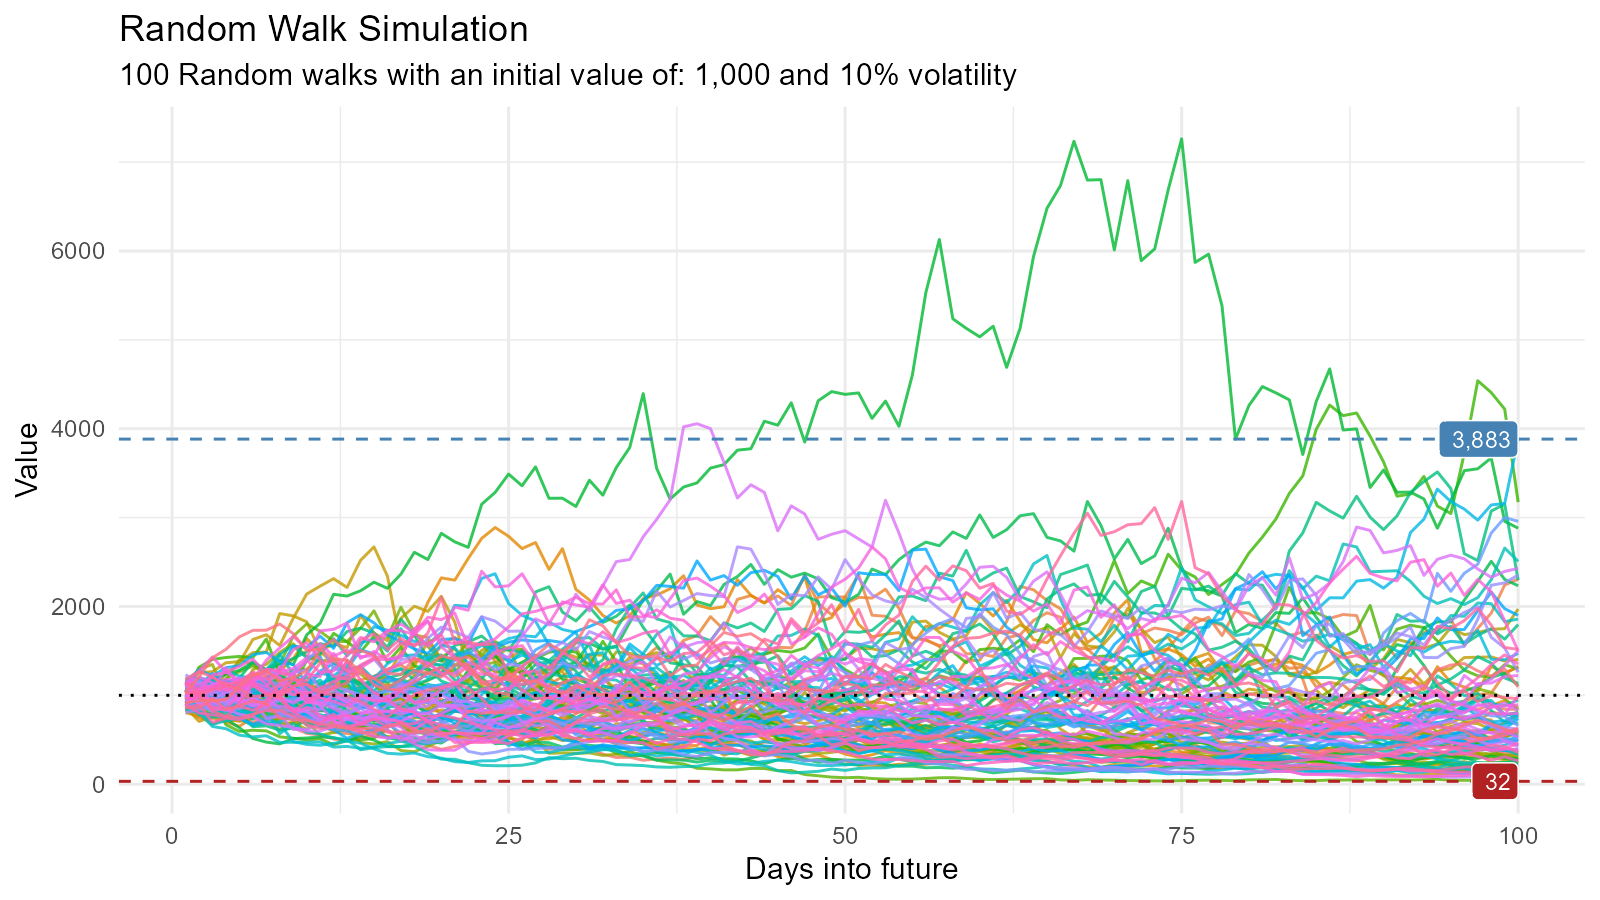 Random Walk Simulation
100 Random walks with an initial value of: 1,000 and 10% volatility
Value
6000
4000
2000
0
3,883
32
0 25 50 75 100
Days into future